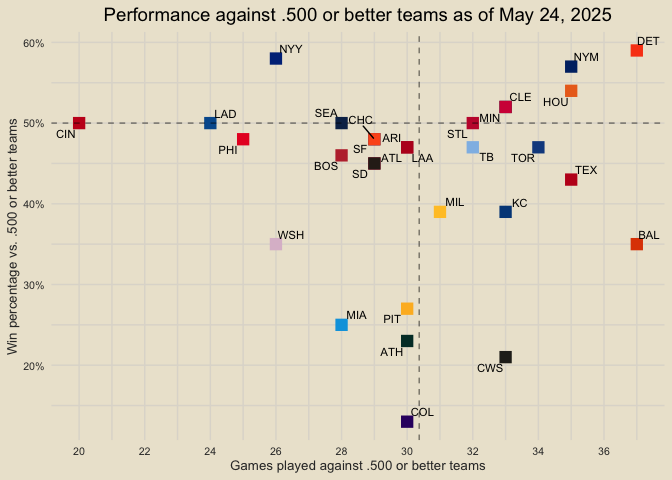 Performance against .500 or better teams as of May 24, 2025
Win percentage vs. .500 or better teams
60%
50%
40%
30%
20%
DET
NYY
NYM
HOU
CLE
SEA
CHC
LAD
MIN
CIN
STL
PHI
ARI
SF
BOS
ATL
LAA
TB
TOR
SD
TEX
MIL
KC
WSH
BAL
MIA
PIT
ATH
CWS
COL
20
22
24
26
28
30
32
34
36
Games played against .500 or better teams